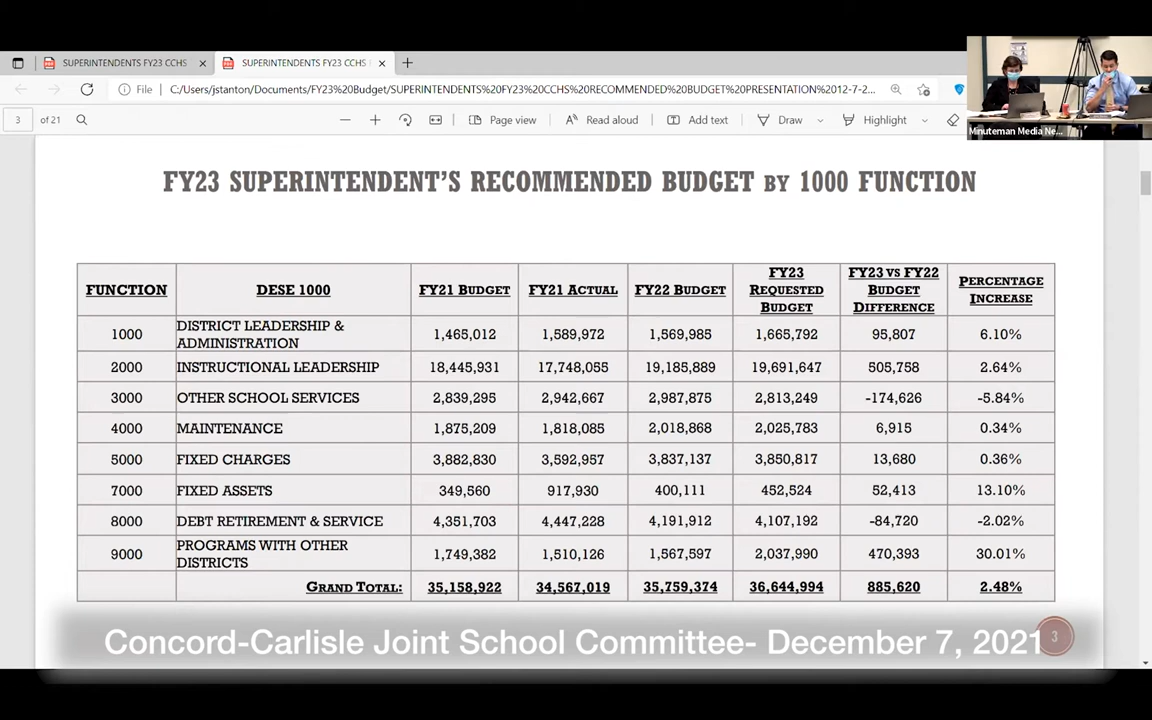 SUPERINTENDENTS FY23 CCHS
SUPERINTENDENTS FY23 CCHS
File C:/Users/jstanton/Documents/FY23%20Budget/SUPERINTENDENTS%20FY23%20CCHS%20RECOMMENDED%20BUDGET%20PRESENTATION%2012-7-2...
3 of 21 Page view Read aloud Add text Draw Highlight
Minuteman Media Ne...
FY23 SUPERINTENDENT'S RECOMMENDED BUDGET BY 1000 FUNCTION
FUNCTION DESE 1000 FY21 BUDGET FY21 ACTUAL FY22 BUDGET FY23 REQUESTED BUDGET FY23 VS FY22 BUDGET DIFFERENCE PERCENTAGE INCREASE
1000 DISTRICT LEADERSHIP & ADMINISTRATION 1,465,012 1,589,972 1,569,985 1,665,792 95,807 6.10%
2000 INSTRUCTIONAL LEADERSHIP 18,445,931 17,748,055 19,185,889 19,691,647 505,758 2.64%
3000 OTHER SCHOOL SERVICES 2,839,295 2,942,667 2,987,875 2,813,249 -174,626 -5.84%
4000 MAINTENANCE 1,875,209 1,818,085 2,018,868 2,025,783 6,915 0.34%
5000 FIXED CHARGES 3,882,830 3,592,957 3,837,137 3,850,817 13,680 0.36%
7000 FIXED ASSETS 349,560 917,930 400,111 452,524 52,413 13.10%
8000 DEBT RETIREMENT & SERVICE 4,351,703 4,447,228 4,191,912 4,107,192 -84,720 -2.02%
9000 PROGRAMS WITH OTHER DISTRICTS 1,749,382 1,510,126 1,567,597 2,037,990 470,393 30.01%
GRAND TOTAL: 35,158,922 34,567,019 35,759,374 36,644,994 885,620 2.48%
Concord-Carlisle Joint School Committee- December 7, 2021
3